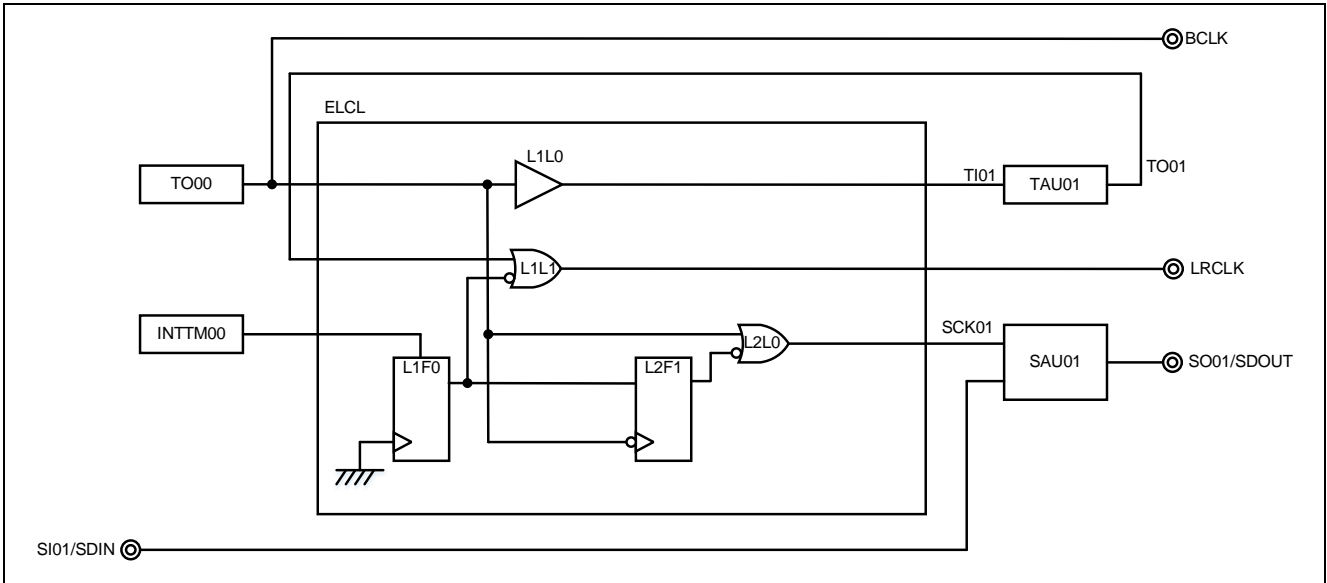 BCLK
ELCL
L1L0
TO00
TI01
TAU01
TO01
L1L1
LRCLK
INTTM00
L1F0
L2F1
L2L0
SCK01
SAU01
SO01/SDOUT
SI01/SDIN